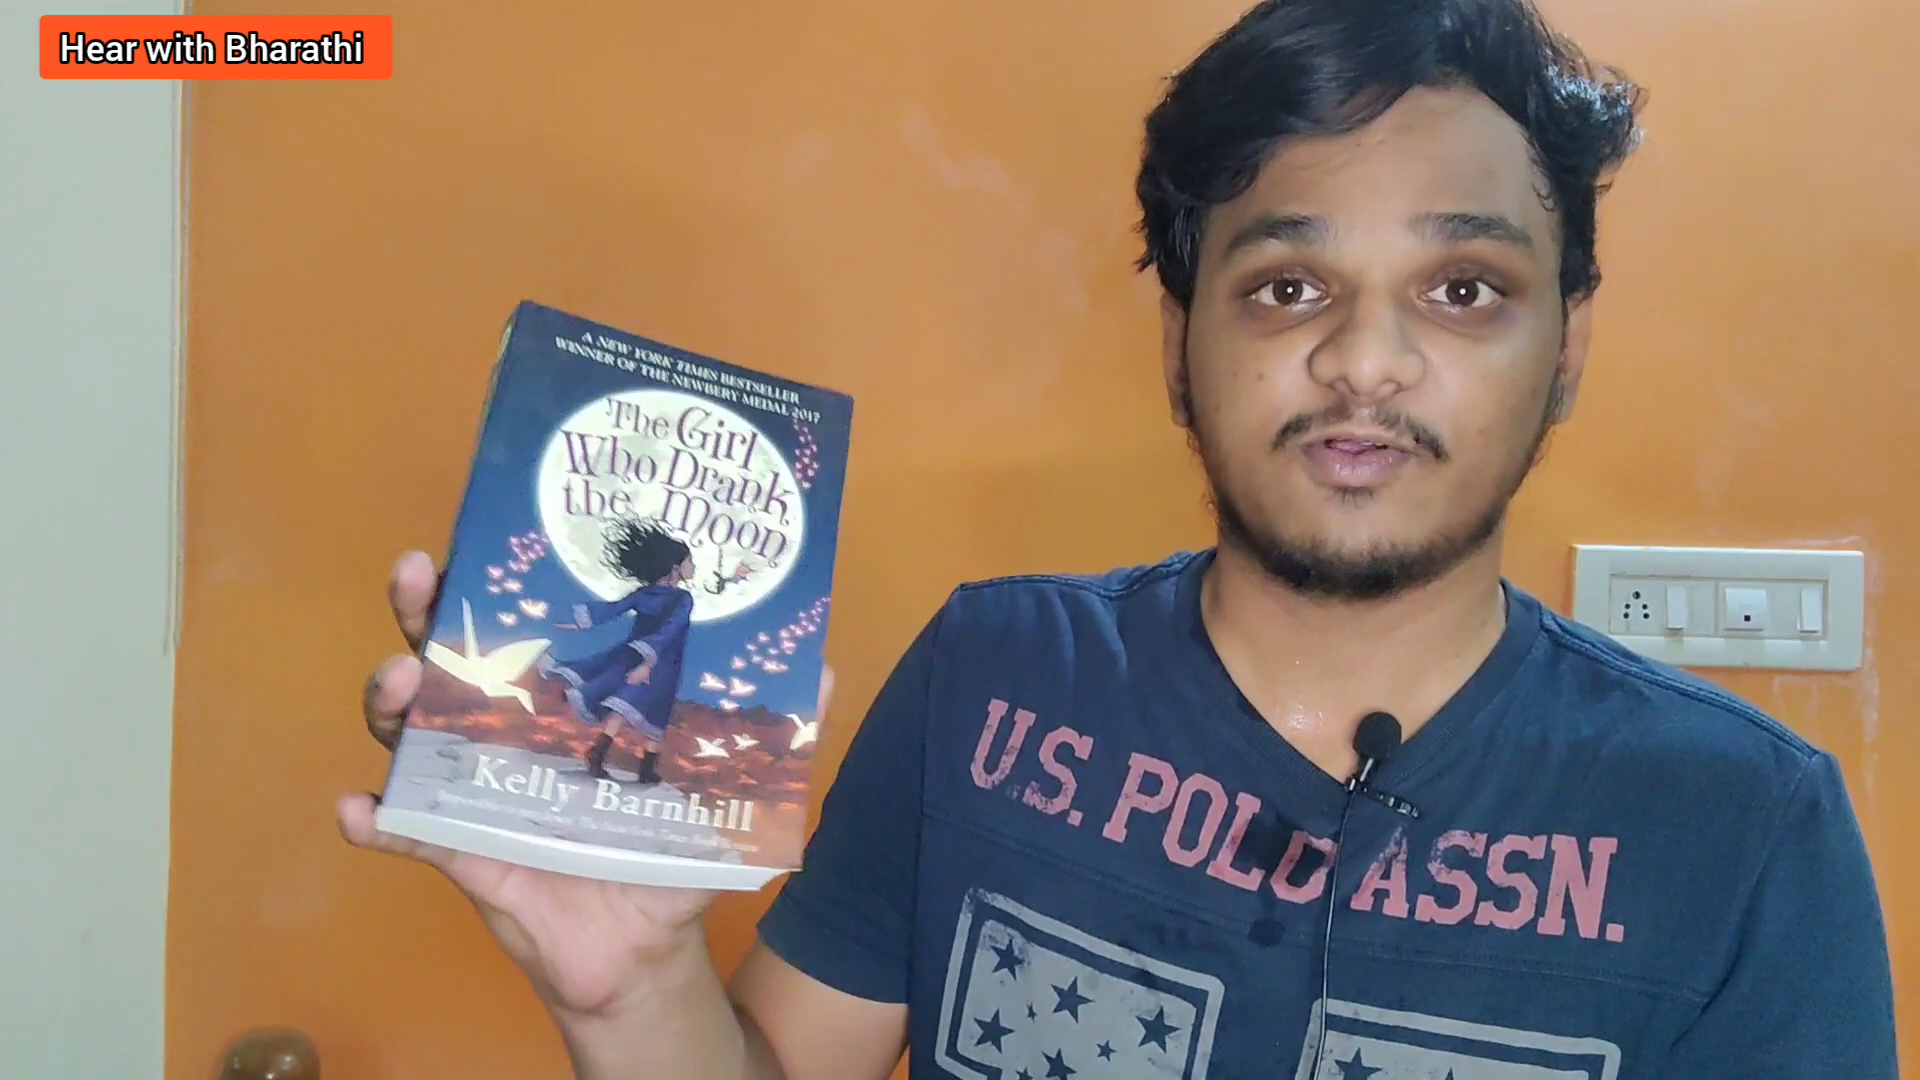 Hear with Bharathi
A NEW YORK TIMES BESTSELLER
WINNER OF THE NEWBERY MEDAL 2017
The Girl
Who Drank
the Moon
Kelly Barnhill
U.S. POLO ASSN.